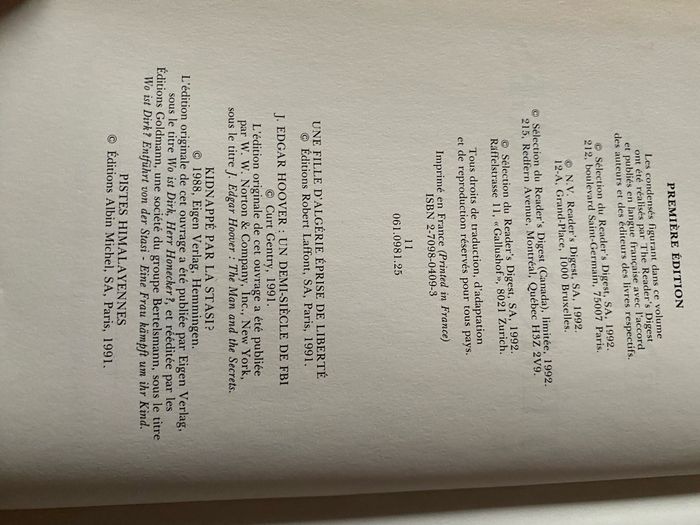 PREMIÈRE ÉDITION
Les condensés figurant dans ce volume
ont été réalisés par The Reader's Digest
et publiés en langue française avec l'accord
des auteurs et des éditeurs des livres respectifs.
© Sélection du Reader's Digest, SA, 1992.
212, boulevard Saint-Germain, 75007 Paris.
© N.V. Reader's Digest, SA, 1992.
12-A, Grand-Place, 1000 Bruxelles.
© Sélection du Reader's Digest (Canada), limitée, 1992.
215, Redfern Avenue, Montréal, Québec H3Z 2V9.
© Sélection du Reader's Digest, SA, 1992.
Räffelstrasse 11, «Gallushof», 8021 Zurich.
Tous droits de traduction, d'adaptation
et de reproduction réservés pour tous pays.
Imprimé en France (Printed in France)
ISBN 2-7098-0409-3
11
061.0981.25
UNE FILLE D'ALGÉRIE ÉPRISE DE LIBERTÉ
© Éditions Robert Laffont, SA, Paris, 1991.
J. EDGAR HOOVER : UN DEMI-SIÈCLE DE FBI
© Curt Gentry, 1991.
L'édition originale de cet ouvrage a été publiée
par W. W. Norton & Company, Inc., New York,
sous le titre J. Edgar Hoover : The Man and the Secrets.
KIDNAPPÉ PAR LA STASI?
© 1988, Eigen Verlag, Herzhausen.
L'édition originale de cet ouvrage a été publiée par Eigen Verlag,
sous le titre Wo ist Dirk, Herr Honecker?, et rééditée par les
Éditions Goldmann, une société du groupe Bertelsmann, sous le titre
Wo ist Dirk? Entführt von der Stasi - Eine Frau kämpft um ihr Kind.
PISTES HIMALAYENNES
© Éditions Albin Michel, SA, Paris, 1991.